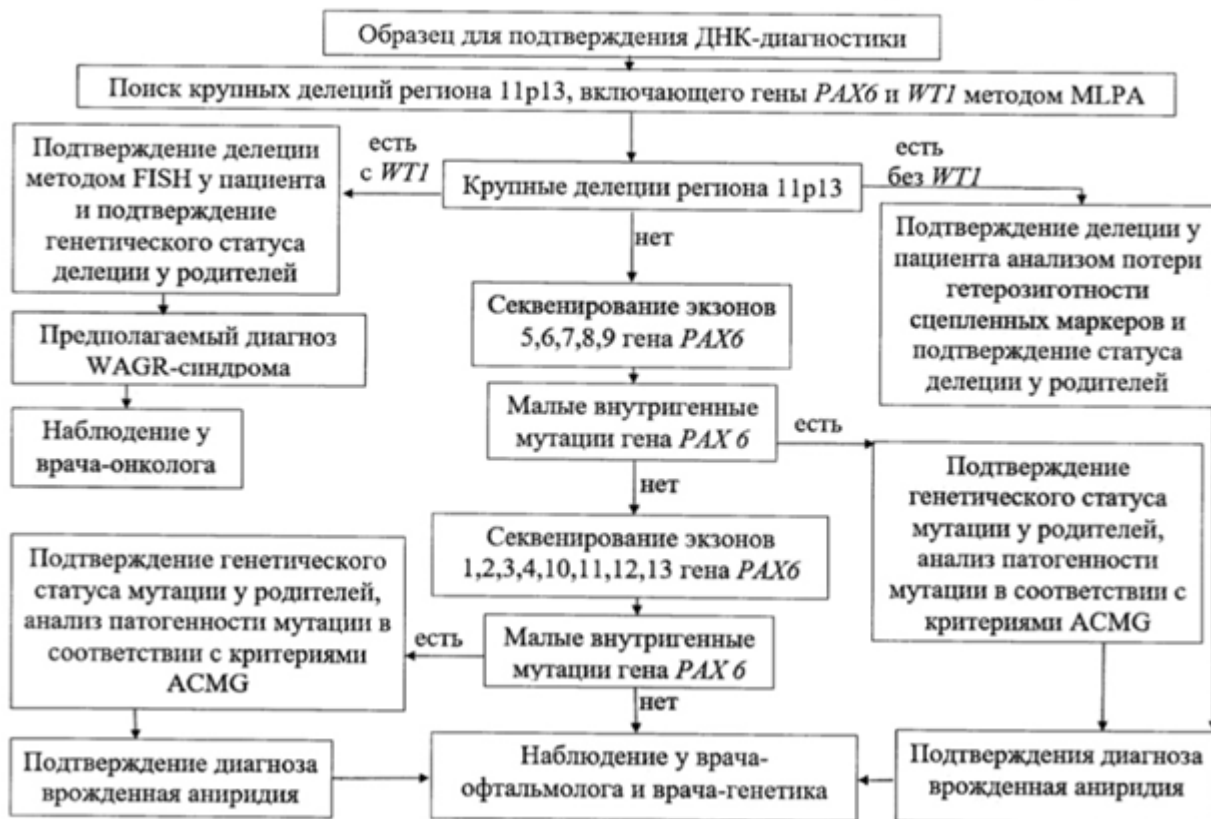 Образец для подтверждения ДНК-диагностики
Поиск крупных делеций региона 11p13, включающего гены PAX6 и WT1 методом MLPA
Подтверждение делеции
методом FISH у пациента
и подтверждение
генетического статуса
делеции у родителей
есть
с WT1
Крупные делеции региона 11p13
есть
без WT1
нет
Подтверждение делеции у
пациента анализом потери
гетерозиготности
сцепленных маркеров и
подтверждение статуса
делеции у родителей
Предполагаемый диагноз
WAGR-синдрома
Наблюдение у
врача-онколога
Секвенирование экзонов
5,6,7,8,9 гена PAX6
Малые внутригенные
мутации гена PAX 6
есть
нет
Подтверждение
генетического статуса
мутации у родителей,
анализ патогенности
мутации в соответствии с
критериями ACMG
Секвенирование экзонов
1,2,3,4,10,11,12,13 гена PAX6
Подтверждение генетического
статуса мутации у родителей,
анализ патогенности мутации в
соответствии с критериями
ACMG
есть
Малые внутригенные
мутации гена PAX 6
нет
Подтверждение диагноза
врожденная аниридия
Наблюдение у врача-
офтальмолога и врача-генетика
Подтверждения диагноза
врожденная аниридия